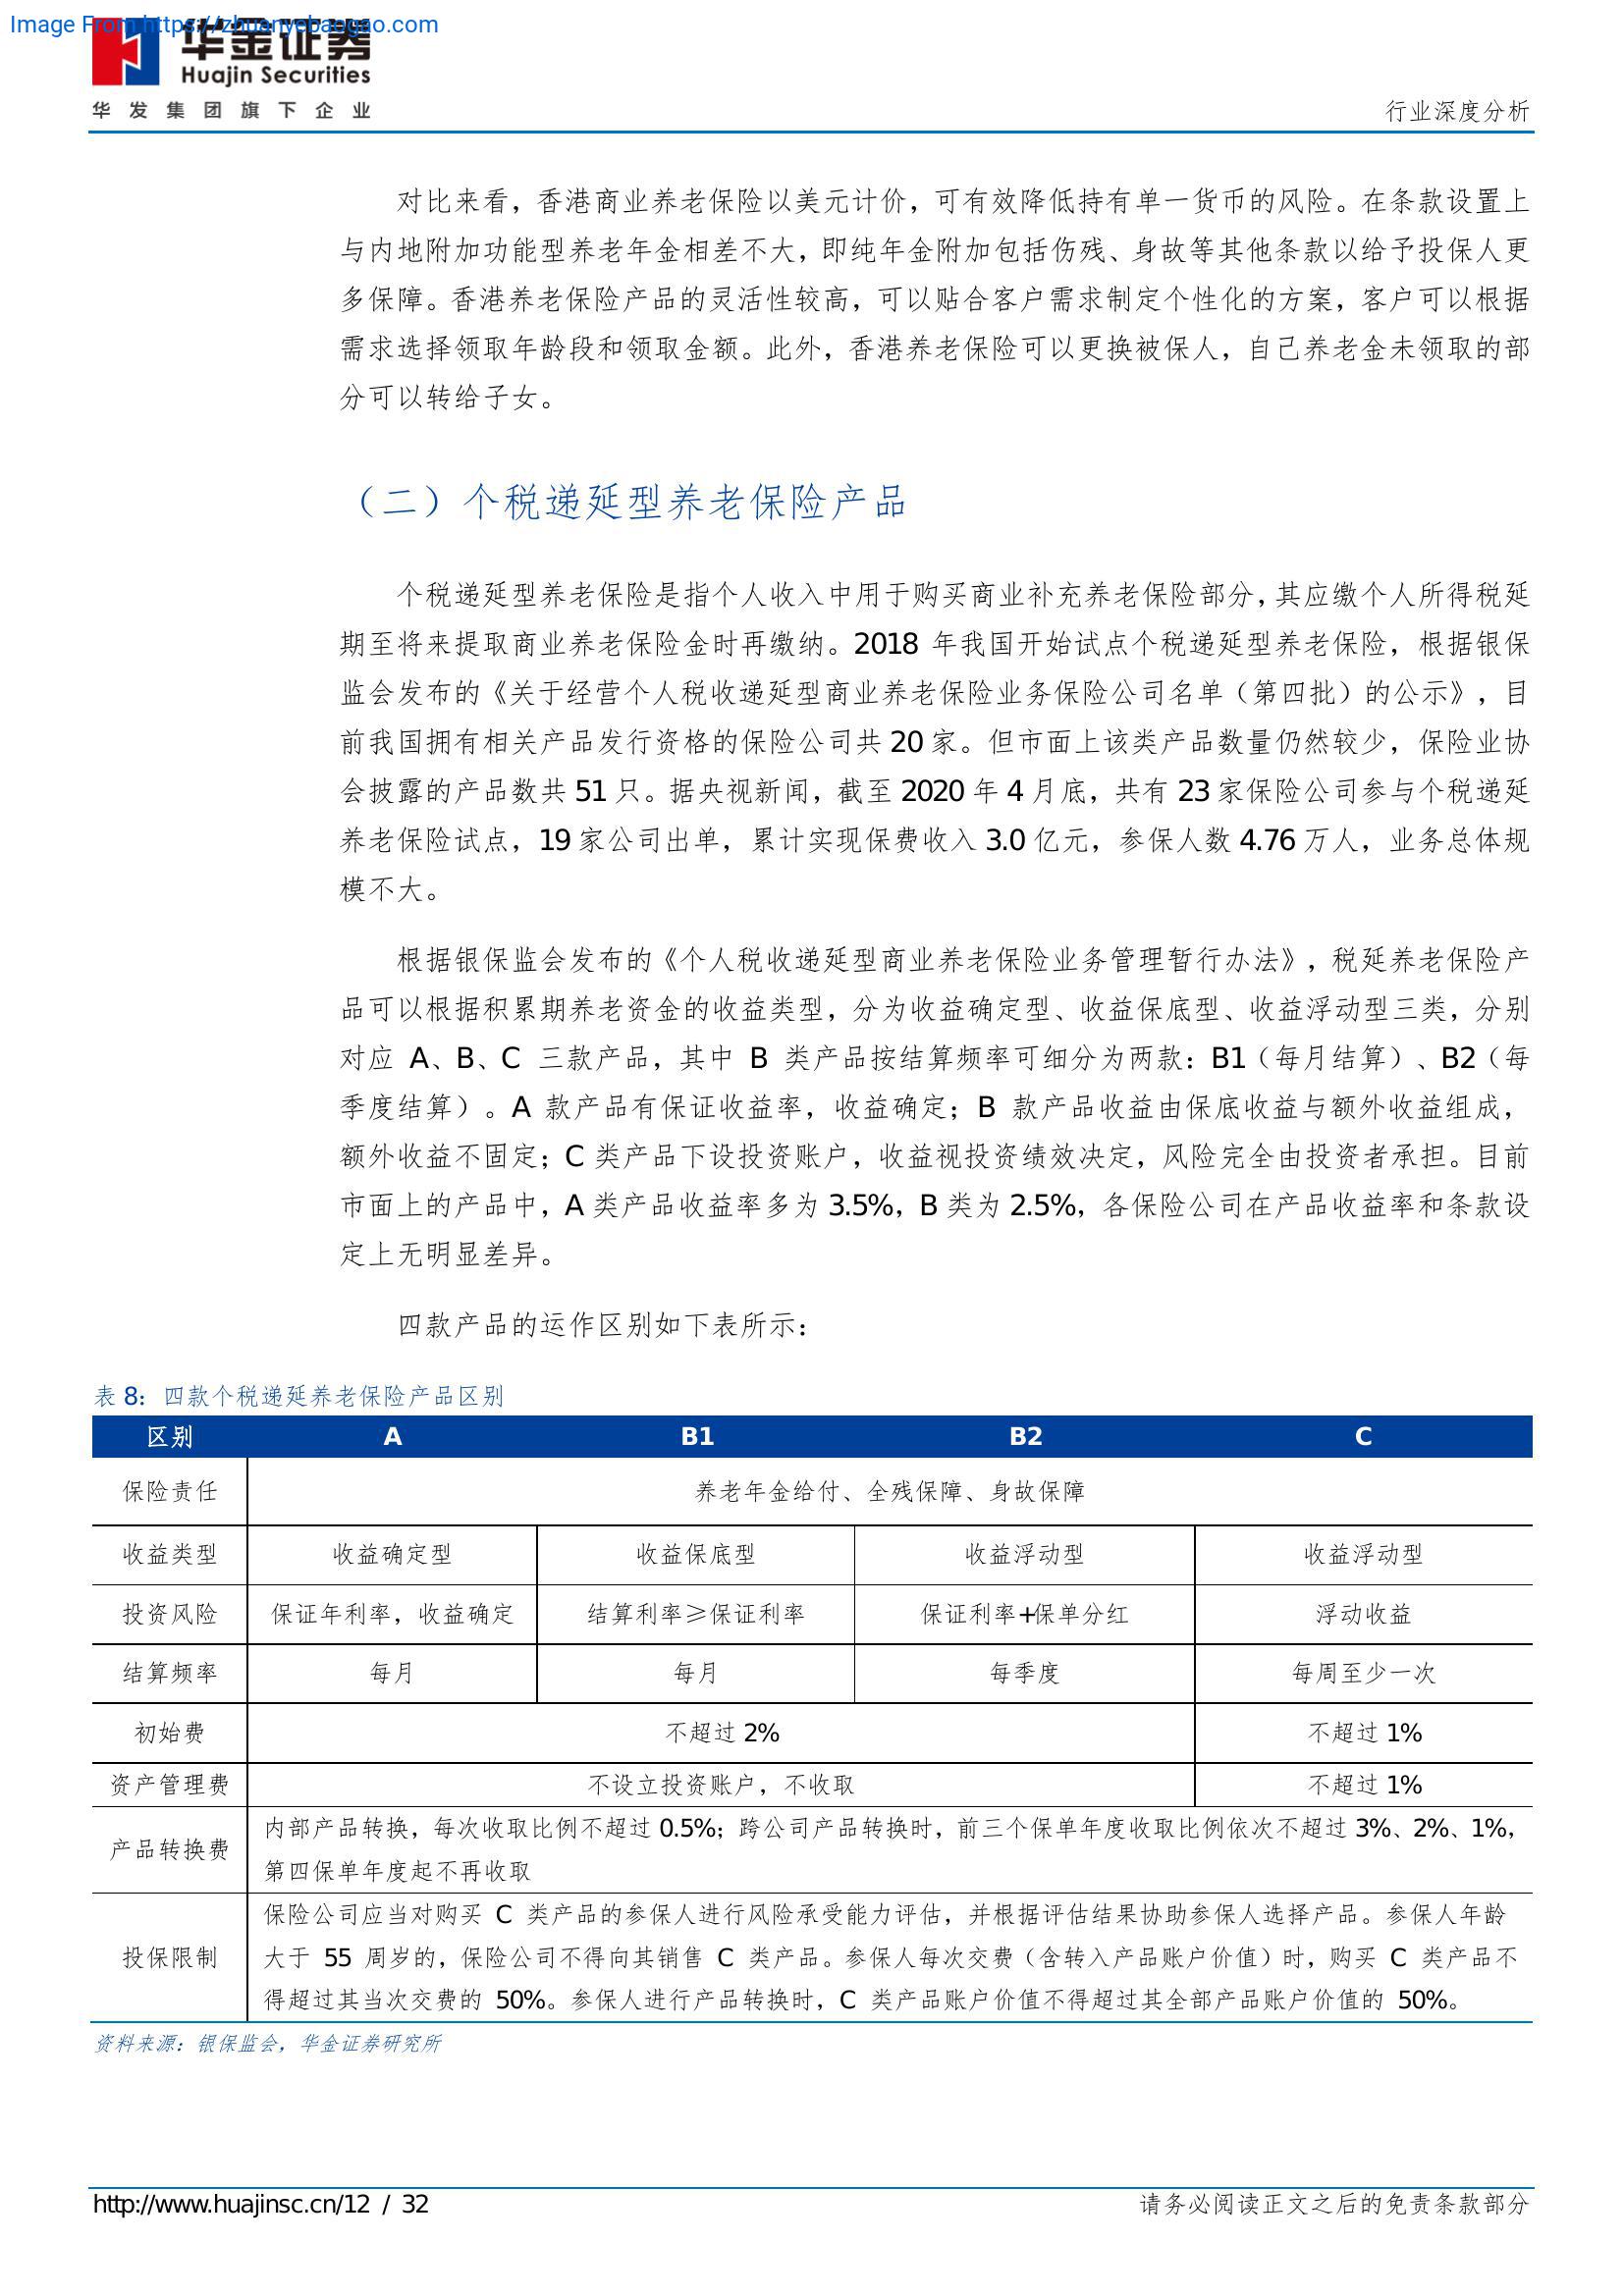 Image From https://zhuanyebaogao.com
华金证券
Huajin Securities
华发集团旗下企业
行业深度分析
对比来看，香港商业养老保险以美元计价，可有效降低持有单一货币的风险。在条款设置上
与内地附加功能型养老年金相差不大，即纯年金附加包括伤残、身故等其他条款以给予投保人更
多保障。香港养老保险产品的灵活性较高，可以贴合客户需求制定个性化的方案，客户可以根据
需求选择领取年龄段和领取金额。此外，香港养老保险可以更换被保人，自己养老金未领取的部
分可以转给子女。
（二）个税递延型养老保险产品
个税递延型养老保险是指个人收入中用于购买商业补充养老保险部分，其应缴个人所得税延
期至将来提取商业养老保险金时再缴纳。2018 年我国开始试点个税递延型养老保险，根据银保
监会发布的《关于经营个人税收递延型商业养老保险业务保险公司名单（第四批）的公示》，目
前我国拥有相关产品发行资格的保险公司共 20 家。但市面上该类产品数量仍然较少，保险业协
会披露的产品数共 51 只。据央视新闻，截至 2020 年 4 月底，共有 23 家保险公司参与个税递延
养老保险试点，19 家公司出单，累计实现保费收入 3.0 亿元，参保人数 4.76 万人，业务总体规
模不大。
根据银保监会发布的《个人税收递延型商业养老保险业务管理暂行办法》，税延养老保险产
品可以根据积累期养老资金的收益类型，分为收益确定型、收益保底型、收益浮动型三类，分别
对应 A、B、C 三款产品，其中 B 类产品按结算频率可细分为两款：B1（每月结算）、B2（每
季度结算）。A 款产品有保证收益率，收益确定；B 款产品收益由保底收益与额外收益组成，
额外收益不固定；C 类产品下设投资账户，收益视投资绩效决定，风险完全由投资者承担。目前
市面上的产品中，A 类产品收益率多为 3.5%，B 类为 2.5%，各保险公司在产品收益率和条款设
定上无明显差异。
四款产品的运作区别如下表所示：
表 8：四款个税递延养老保险产品区别
区别 A B1 B2 C
保险责任 养老年金给付、全残保障、身故保障
收益类型 收益确定型 收益保底型 收益浮动型 收益浮动型
投资风险 保证年利率，收益确定 结算利率≥保证利率 保证利率+保单分红 浮动收益
结算频率 每月 每月 每季度 每周至少一次
初始费 不超过 2% 不超过 1%
资产管理费 不设立投资账户，不收取 不超过 1%
产品转换费 内部产品转换，每次收取比例不超过 0.5%；跨公司产品转换时，前三个保单年度收取比例依次不超过 3%、2%、1%，
第四保单年度起不再收取
投保限制 保险公司应当对购买 C 类产品的参保人进行风险承受能力评估，并根据评估结果协助参保人选择产品。参保人年龄
大于 55 周岁的，保险公司不得向其销售 C 类产品。参保人每次交费（含转入产品账户价值）时，购买 C 类产品不
得超过其当次交费的 50%。参保人进行产品转换时，C 类产品账户价值不得超过其全部产品账户价值的 50%。
资料来源：银保监会，华金证券研究所
http://www.huajinsc.cn/12 / 32
请务必阅读正文之后的免责条款部分